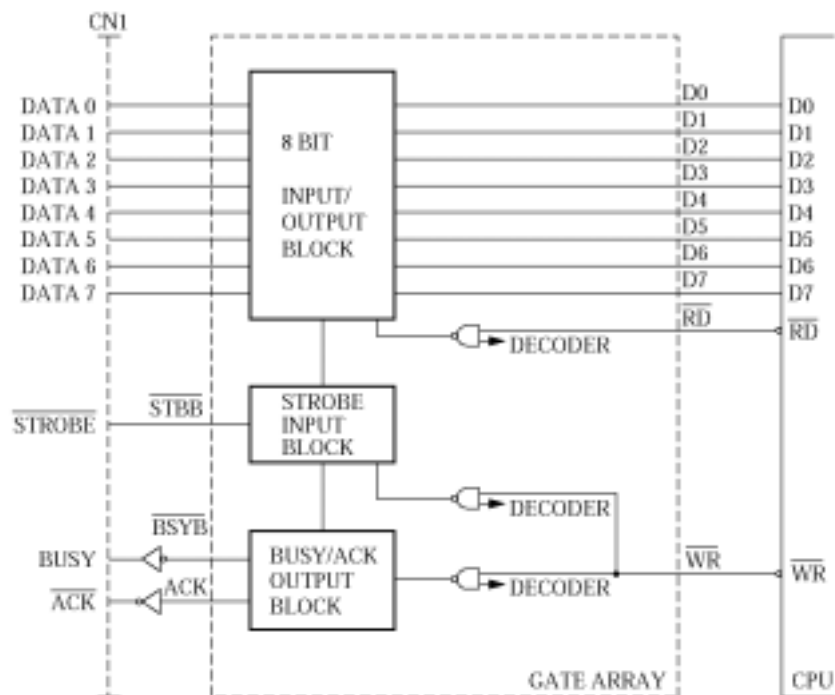 CN1
DATA 0
DATA 1
DATA 2
DATA 3
DATA 4
DATA 5
DATA 6
DATA 7
8 BIT
INPUT/
OUTPUT
BLOCK
D0
D1
D2
D3
D4
D5
D6
D7
RD
D0
D1
D2
D3
D4
D5
D6
D7
RD
DECODER
STROBE
STBB
STROBE
INPUT
BLOCK
DECODER
BUSY
BSYB
ACK
ACK
BUSY/ACK
OUTPUT
BLOCK
DECODER
WR
WR
GATE ARRAY
CPU